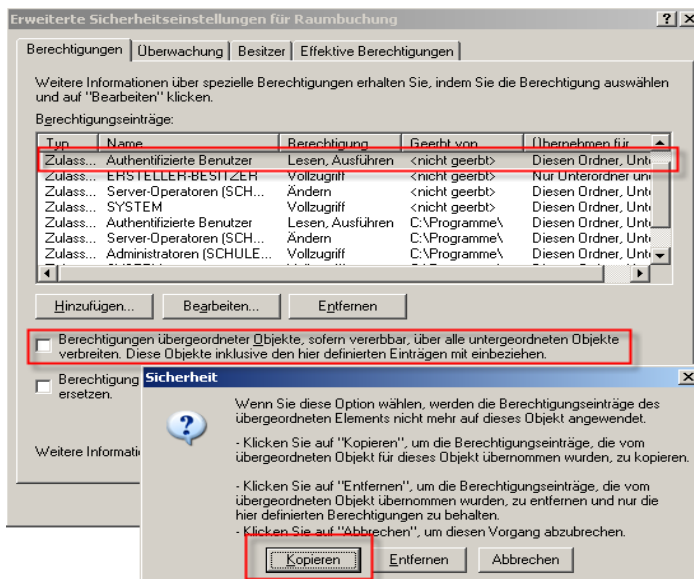 Erweiterte Sicherheitseinstellungen für Raumbuchung
Berechtigungen Überwachung Besitzer Effektive Berechtigungen
Weitere Informationen über spezielle Berechtigungen erhalten Sie, indem Sie die Berechtigung auswählen
und auf "Bearbeiten" klicken.
Berechtigungseinträge:
Typ Name Berechtigung Geerbt von Übernehmen für
Zulass... Authentifizierte Benutzer Lesen, Ausführen <nicht geerbt> Diesen Ordner, Unte
Zulass... ERSTELLER-BESITZER Vollzugriff <nicht geerbt> Nur Unterordner und
Zulass... Server-Operatoren (SCH... Ändern <nicht geerbt> Diesen Ordner, Unte
Zulass... SYSTEM Vollzugriff <nicht geerbt> Diesen Ordner, Unte
Zulass... Authentifizierte Benutzer Lesen, Ausführen C:\Programme\ Diesen Ordner, Unte
Zulass... Server-Operatoren (SCH... Ändern C:\Programme\ Diesen Ordner, Unte
Zulass... Administratoren (SCHULE... Vollzugriff C:\Programme\ Diesen Ordner, Unte
Hinzufügen... Bearbeiten... Entfernen
Berechtigungen übergeordneter Objekte, sofern vererbbar, über alle untergeordneten Objekte
verbreiten. Diese Objekte inklusive den hier definierten Einträgen mit einbeziehen.
Berechtigung
ersetzen.
Weitere Informati
Sicherheit
Wenn Sie diese Option wählen, werden die Berechtigungseinträge des
übergeordneten Elements nicht mehr auf dieses Objekt angewendet.
- Klicken Sie auf "Kopieren", um die Berechtigungseinträge, die vom
übergeordneten Objekt für dieses Objekt übernommen wurden, zu kopieren.
- Klicken Sie auf "Entfernen", um die Berechtigungseinträge, die vom
übergeordneten Objekt übernommen wurden, zu entfernen und nur die
hier definierten Berechtigungen zu behalten.
- Klicken Sie auf "Abbrechen", um diesen Vorgang abzubrechen.
Kopieren Entfernen Abbrechen